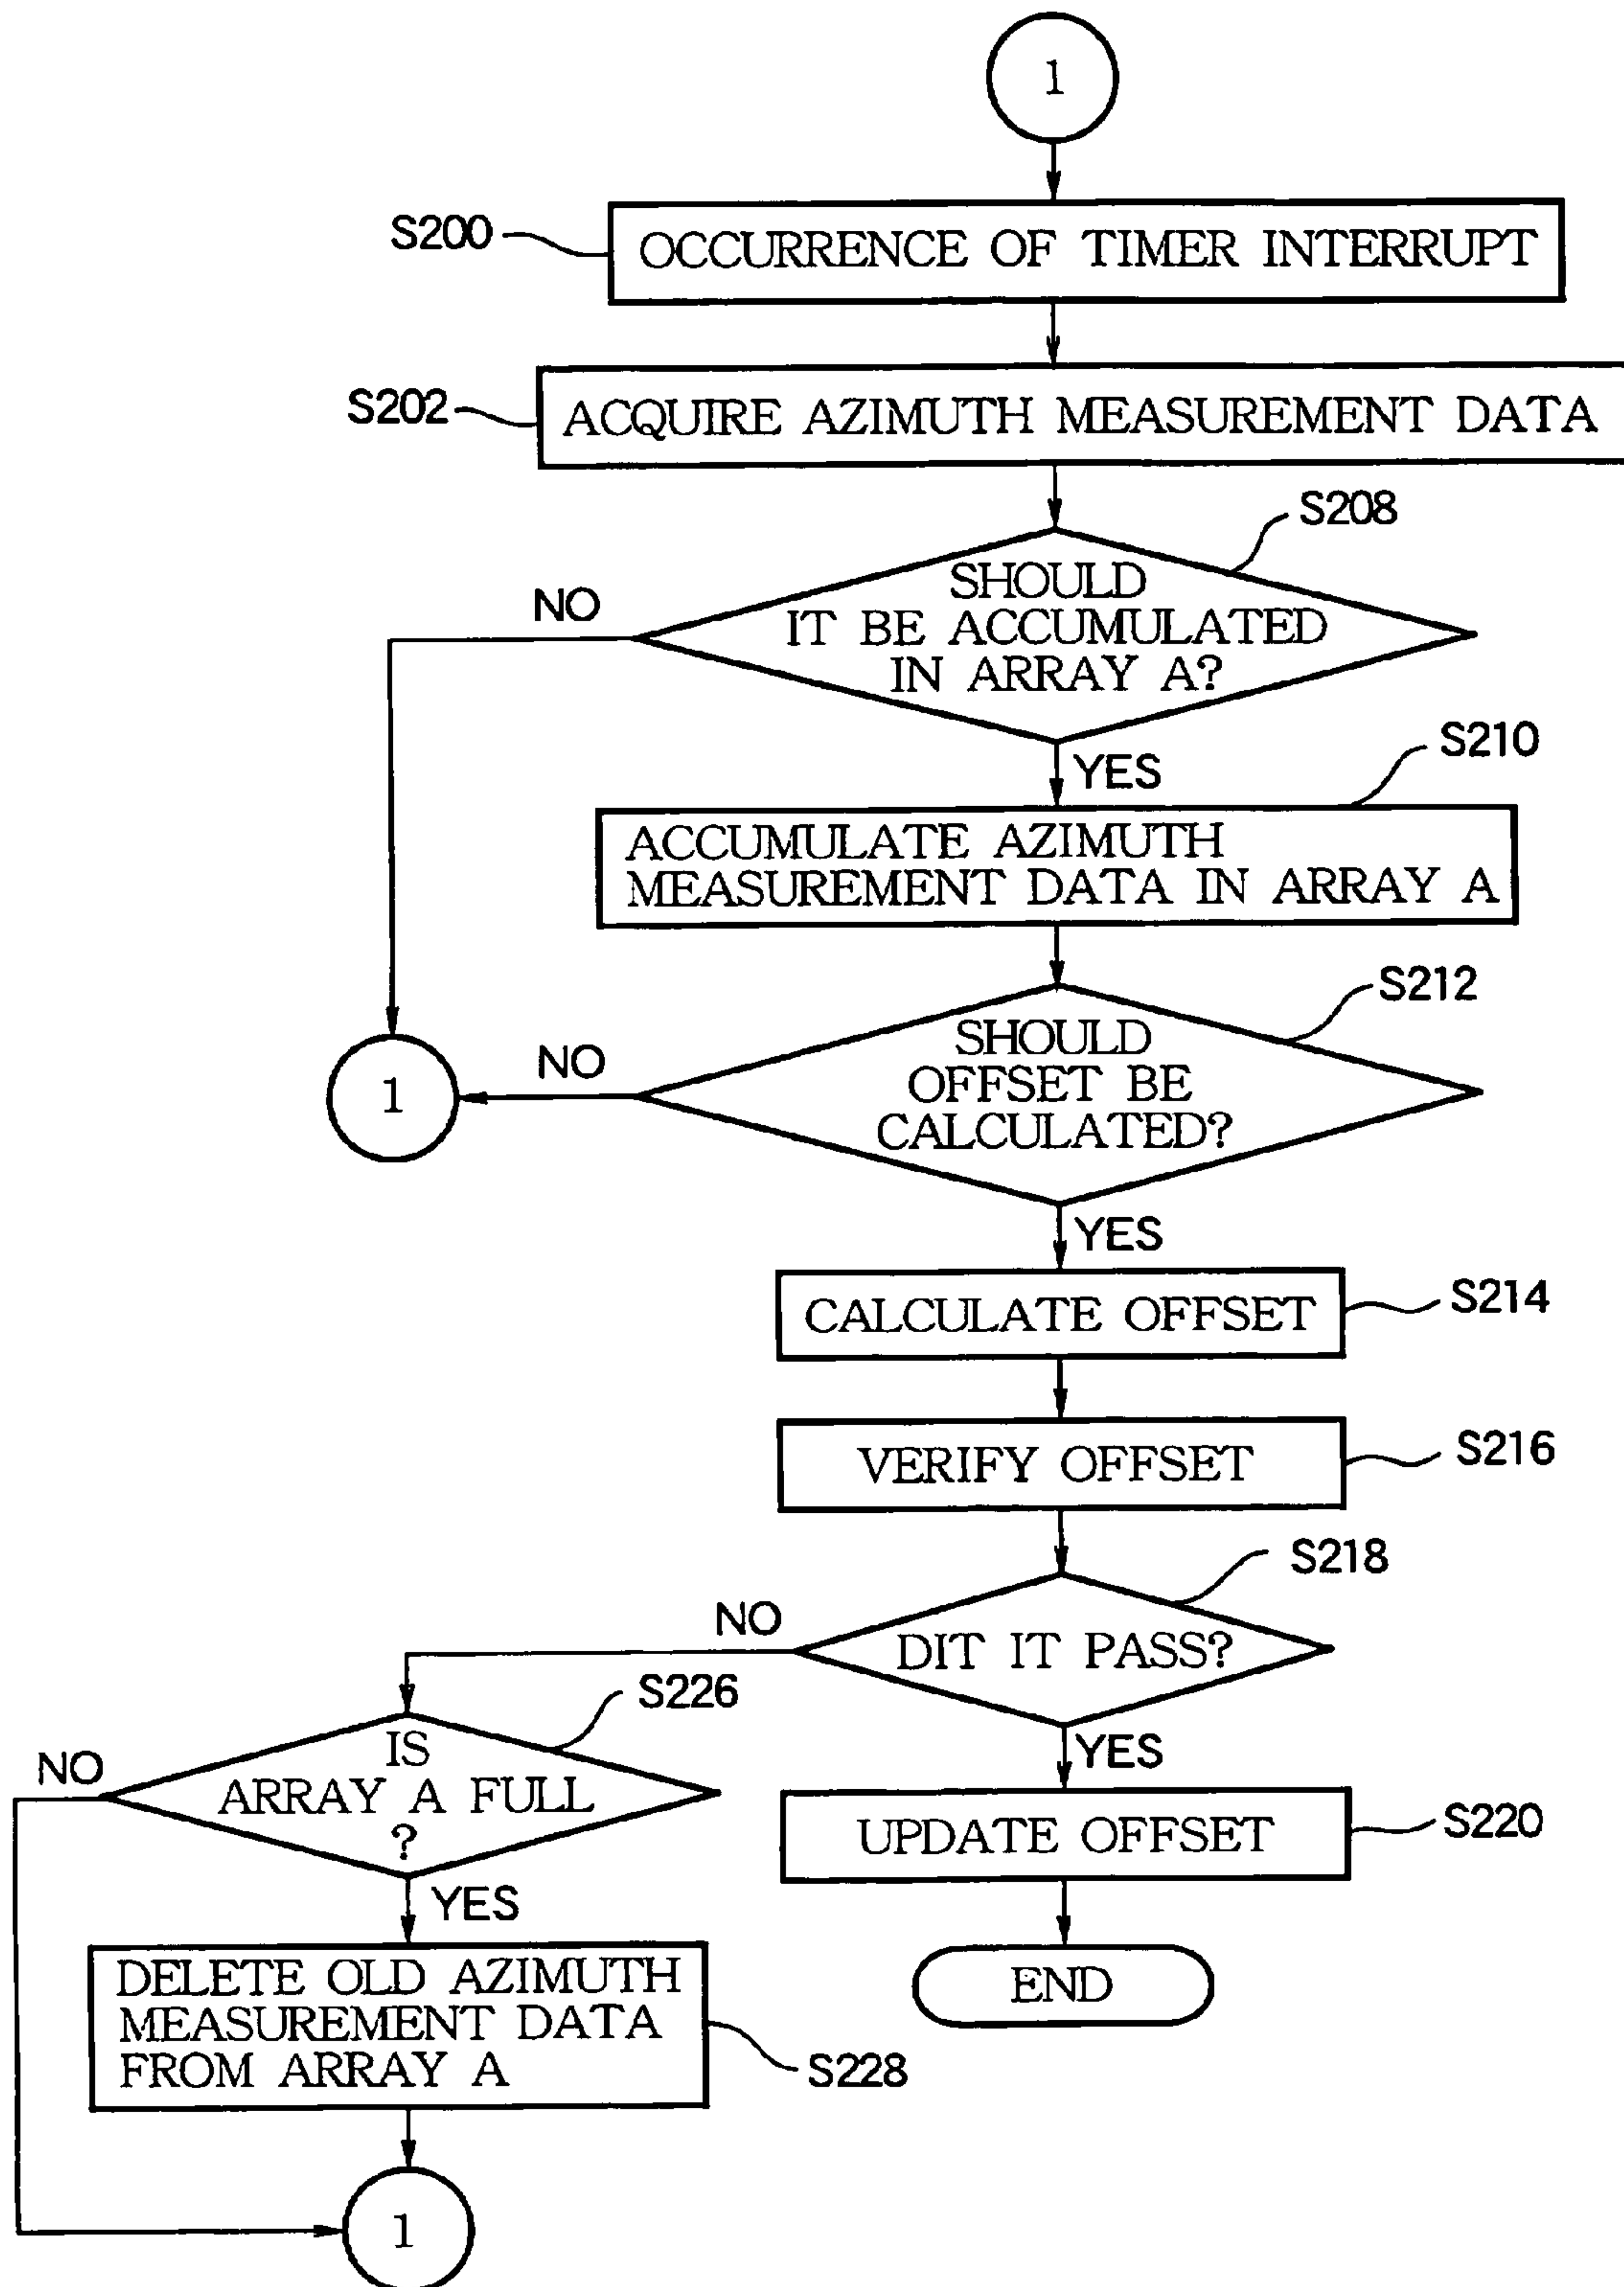 1
S200
OCCURRENCE OF TIMER INTERRUPT
S202
ACQUIRE AZIMUTH MEASUREMENT DATA
S208
SHOULD
IT BE ACCUMULATED
IN ARRAY A?
NO
YES
S210
ACCUMULATE AZIMUTH
MEASUREMENT DATA IN ARRAY A
S212
SHOULD
OFFSET BE
CALCULATED?
NO
1
YES
CALCULATE OFFSET
S214
VERIFY OFFSET
S216
S218
DIT IT PASS?
NO
YES
S226
IS
ARRAY A FULL
?
NO
YES
UPDATE OFFSET
S220
DELETE OLD AZIMUTH
MEASUREMENT DATA
FROM ARRAY A
S228
END
1